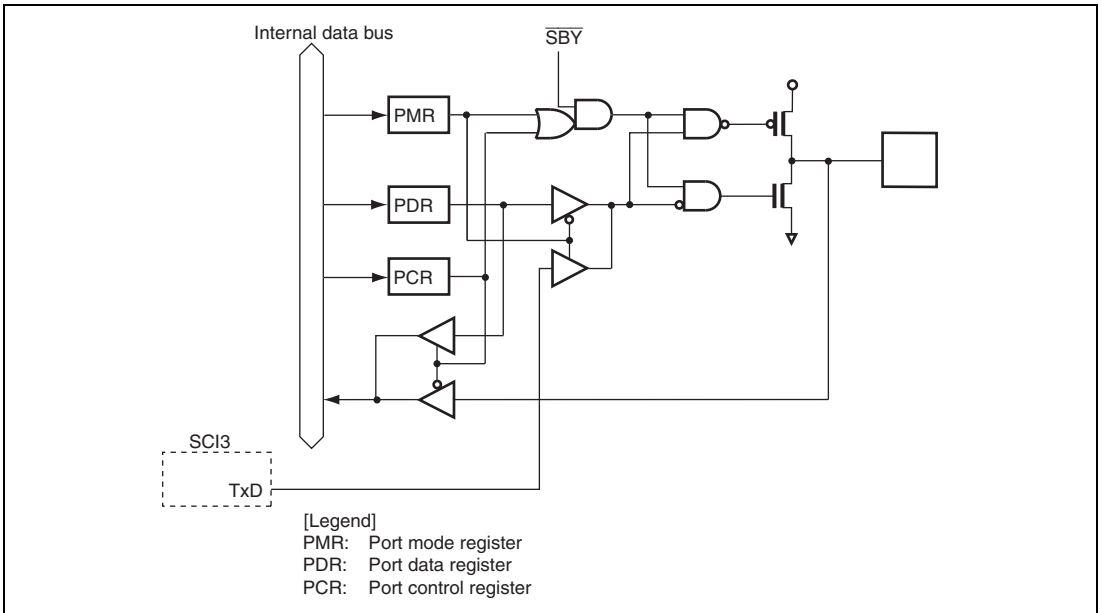 Internal data bus
SBY
PMR
PDR
PCR
SCI3
TxD
[Legend]
PMR: Port mode register
PDR: Port data register
PCR: Port control register